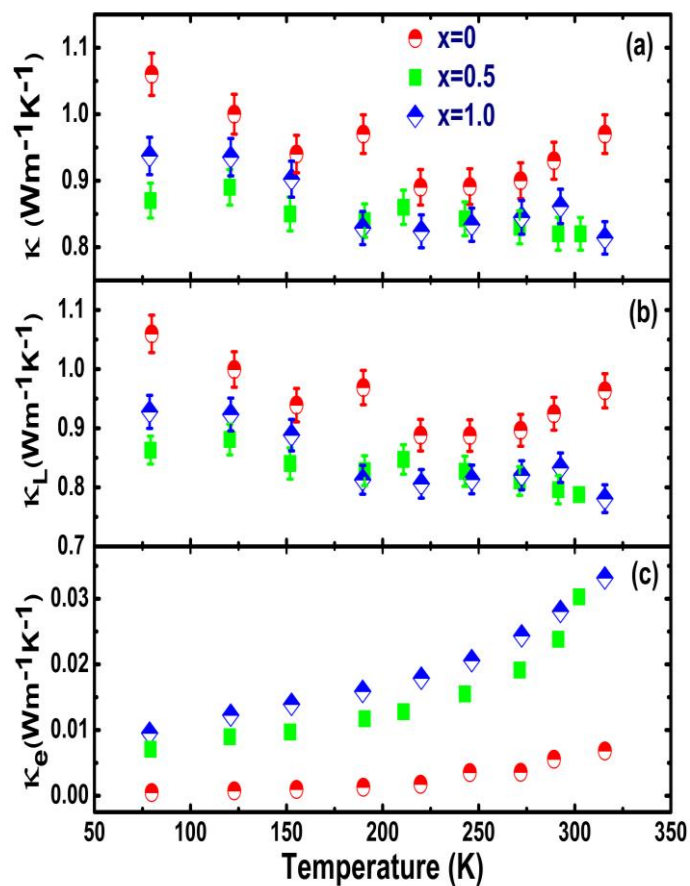 (a)
x=0
x=0.5
x=1.0
1.1
1.0
0.9
0.8
κ (Wm⁻¹K⁻¹)
(b)
1.1
1.0
0.9
0.8
0.7
κL(Wm⁻¹K⁻¹)
(c)
0.03
0.02
0.01
0.00
κe(Wm⁻¹K⁻¹)
50 100 150 200 250 300 350
Temperature (K)